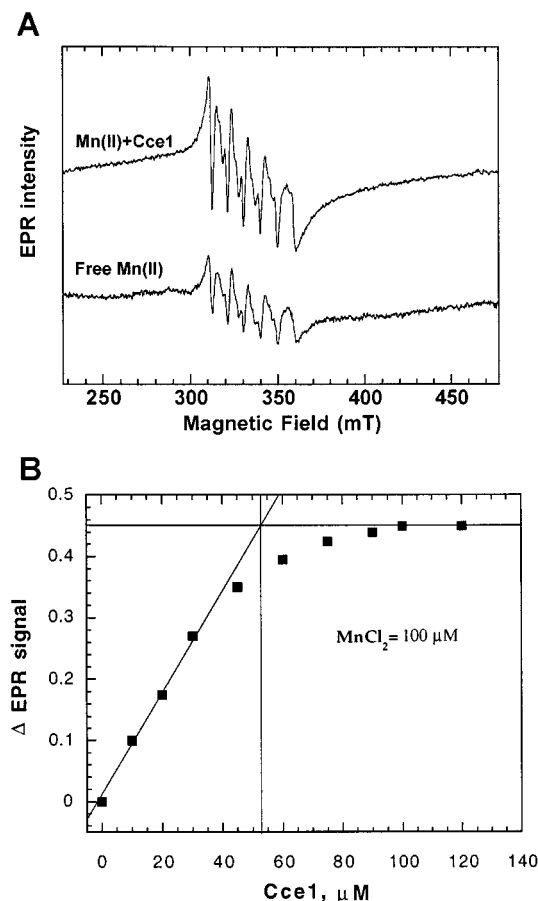 A
Mn(II)+Cce1
Free Mn(II)
EPR intensity
250 300 350 400 450
Magnetic Field (mT)
B
0.5
0.4
0.3
0.2
0.1
0
Δ EPR signal
MnCl₂= 100 μM
0 20 40 60 80 100 120 140
Cce1, μM